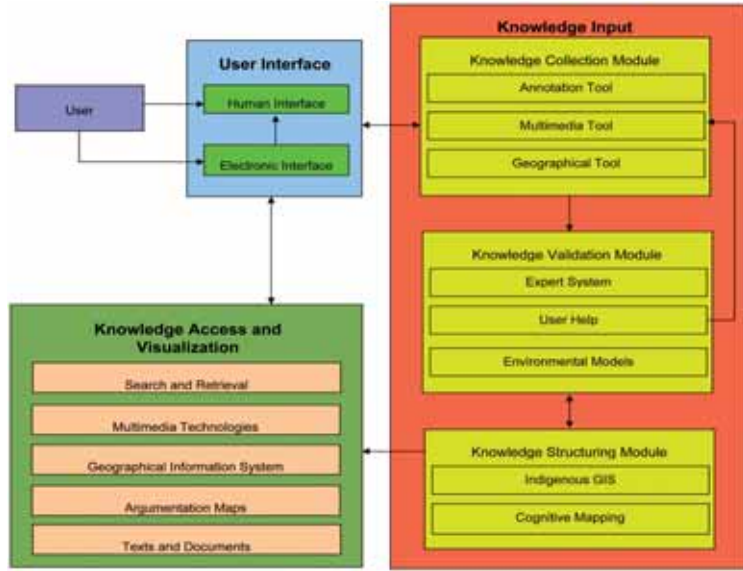 User
User Interface
Human Interface
Electronic Interface
Knowledge Input
Knowledge Collection Module
Annotation Tool
Multimedia Tool
Geographical Tool
Knowledge Validation Module
Expert System
User Help
Environmental Models
Knowledge Structuring Module
Indigenous GIS
Cognitive Mapping
Knowledge Access and
Visualization
Search and Retrieval
Multimedia Technologies
Geographical Information System
Argumentation Maps
Texts and Documents